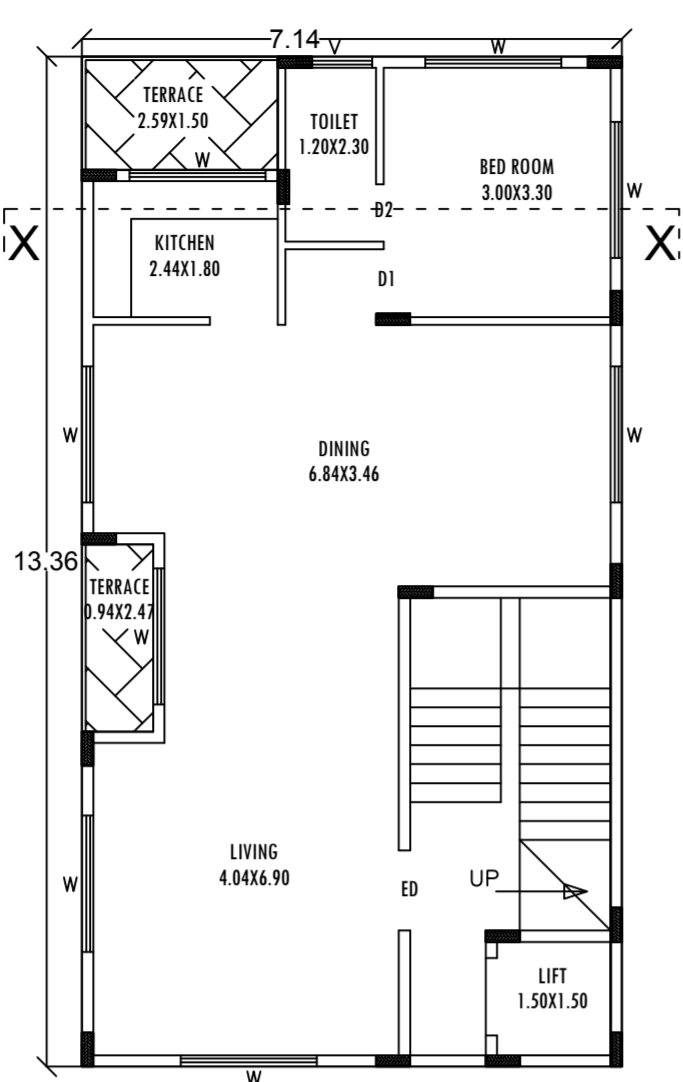 7.14
V
W
TERRACE
2.59X1.50
W
TOILET
1.20X2.30
BED ROOM
3.00X3.30
W
D2
X
X
KITCHEN
2.44X1.80
D1
W
DINING
6.84X3.46
W
13.36
TERRACE
0.94X2.47
W
LIVING
4.04X6.90
W
ED
UP
LIFT
1.50X1.50
W